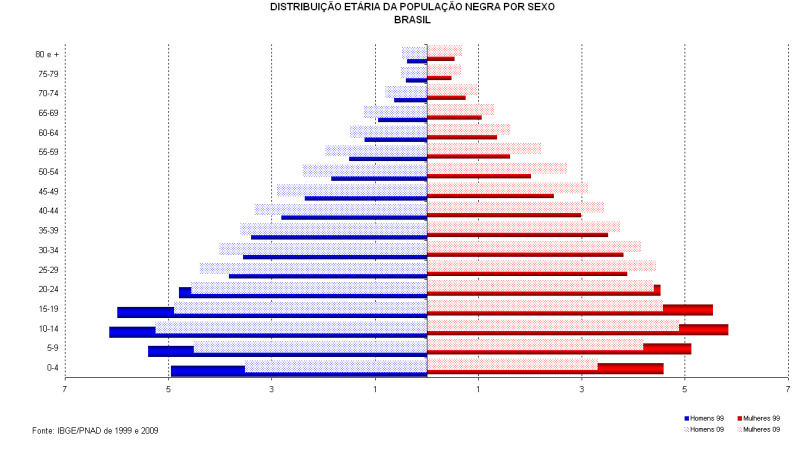 DISTRIBUIÇÃO ETÁRIA DA POPULAÇÃO NEGRA POR SEXO
BRASIL
80 e +
75-79
70-74
65-69
60-64
55-59
50-54
45-49
40-44
35-39
30-34
25-29
20-24
15-19
10-14
5-9
0-4
7 5 3 1 1 3 5 7
Homens 99 Mulheres 99
Homens 09 Mulheres 09
Fonte: IBGE/PNAD de 1999 e 2009